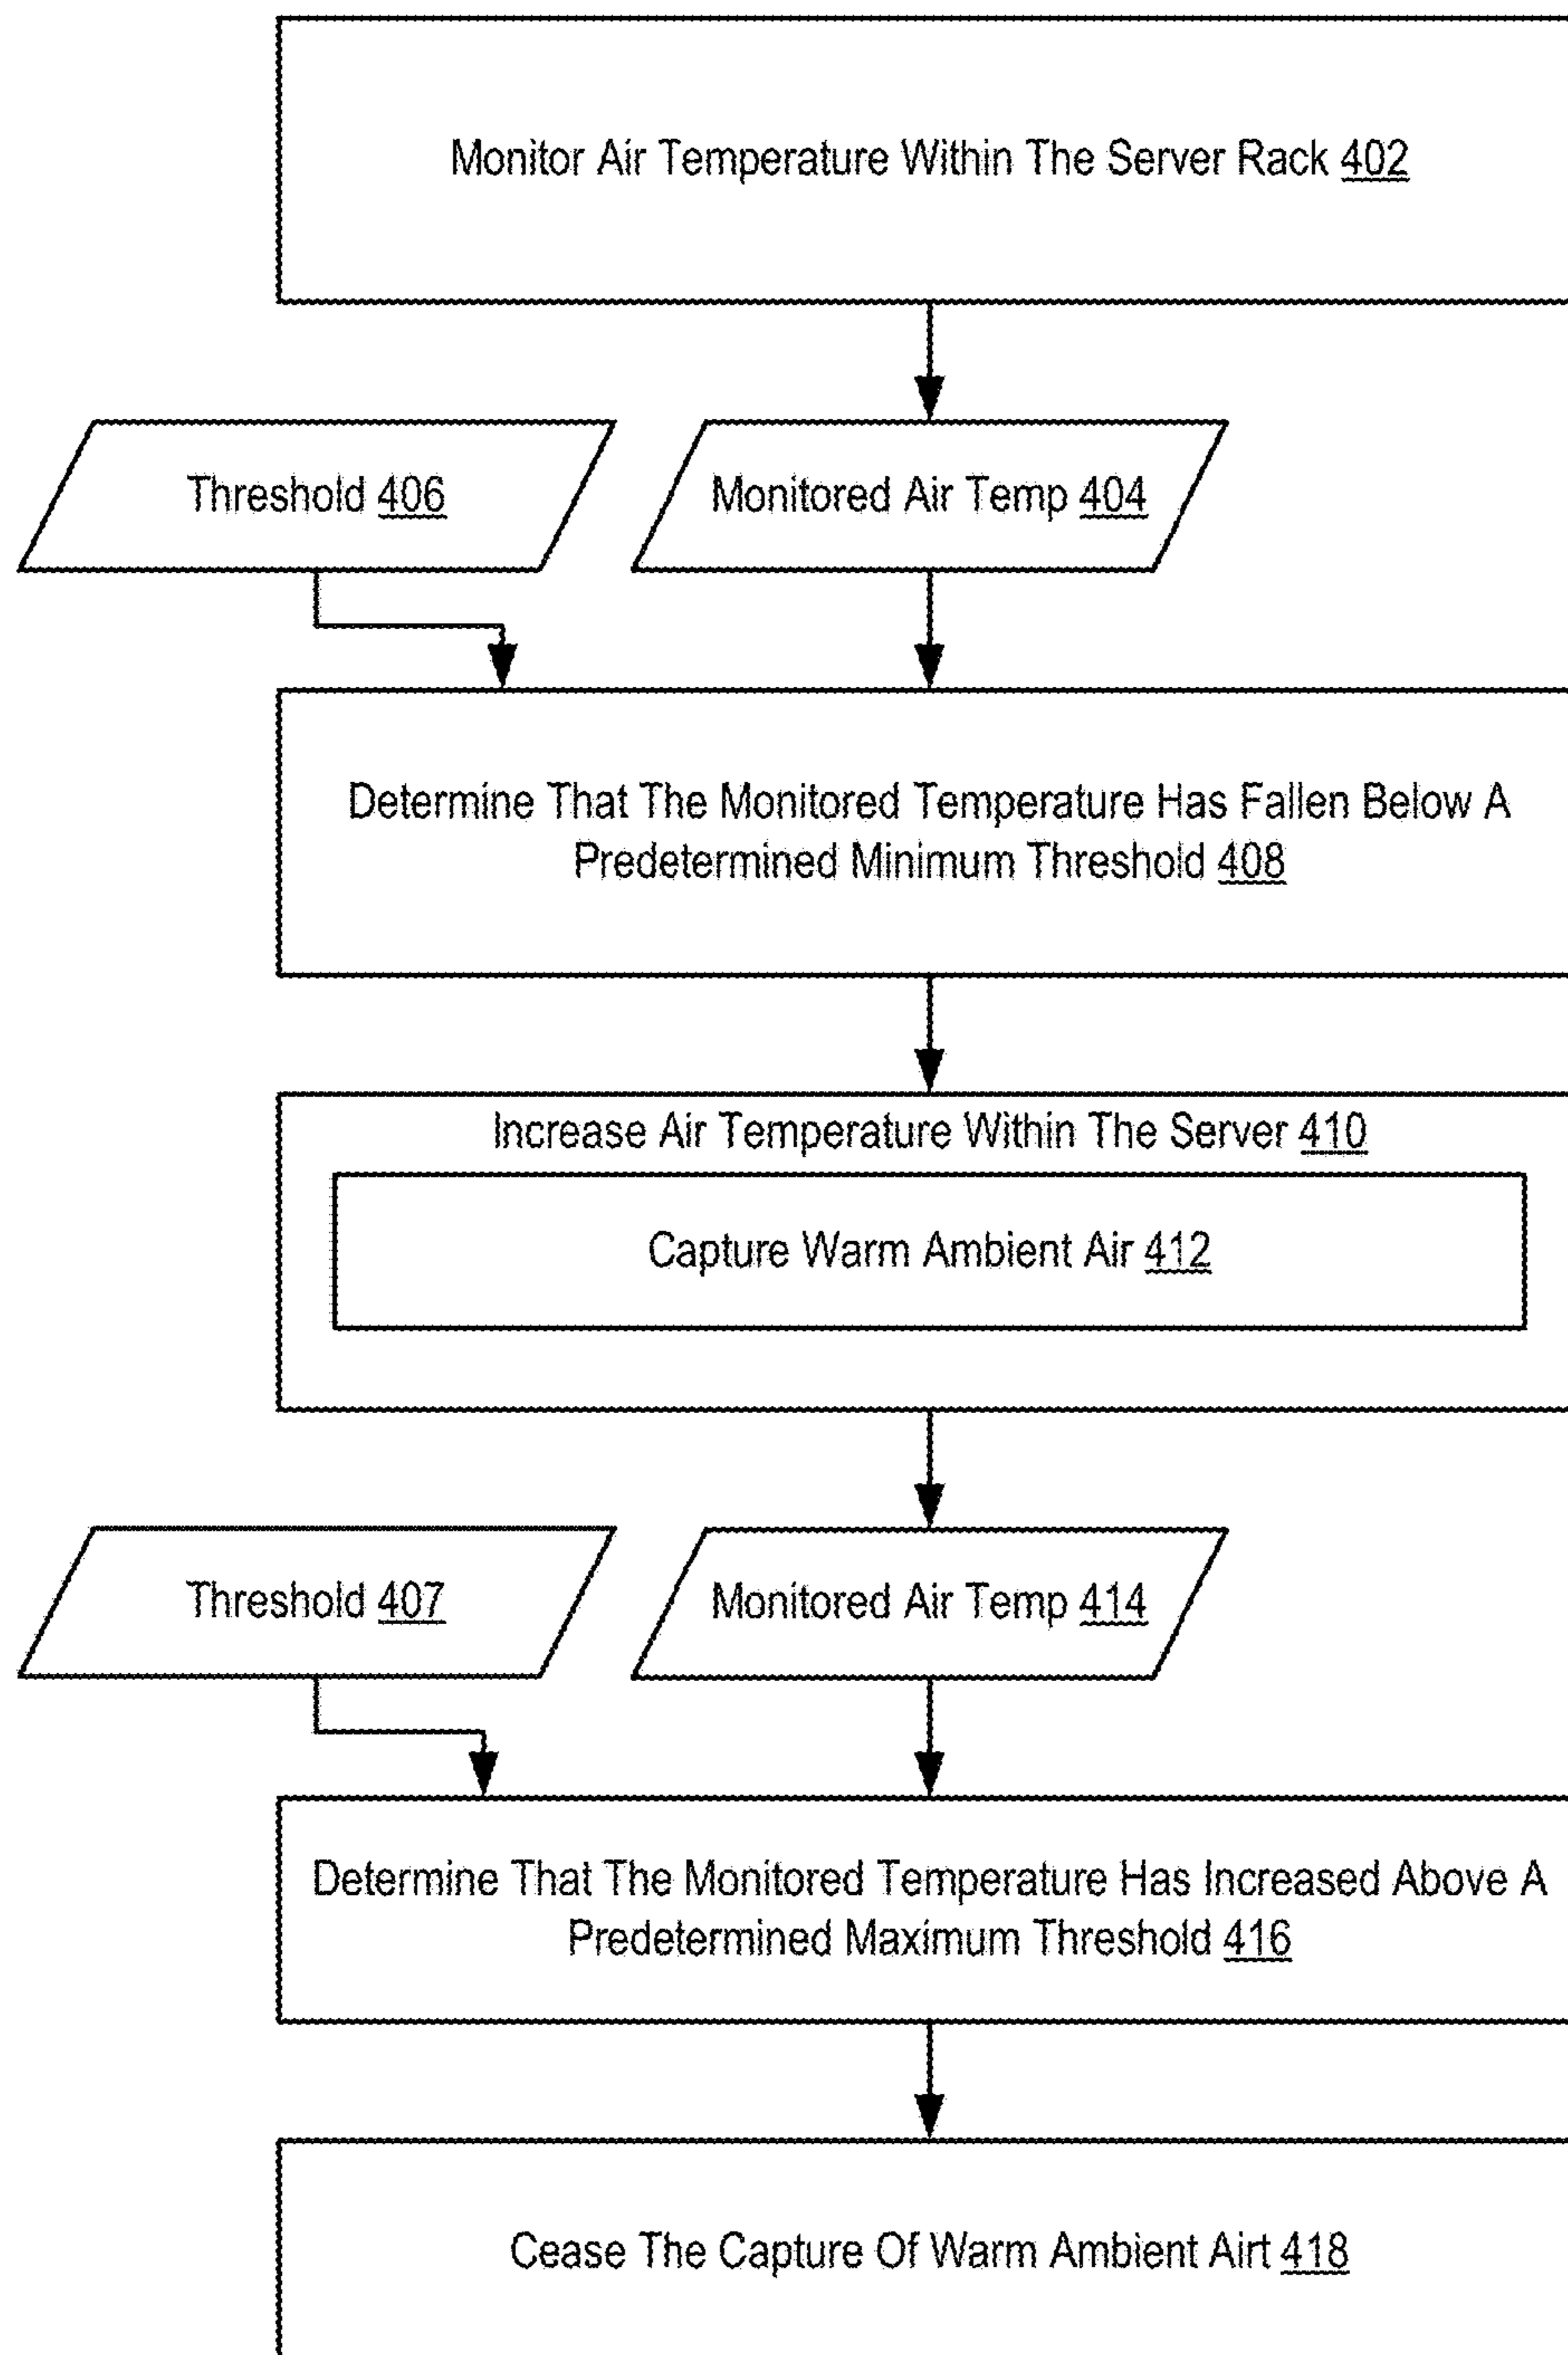 Monitor Air Temperature Within The Server Rack 402
Threshold 406
Monitored Air Temp 404
Determine That The Monitored Temperature Has Fallen Below A
Predetermined Minimum Threshold 408
Increase Air Temperature Within The Server 410
Capture Warm Ambient Air 412
Threshold 407
Monitored Air Temp 414
Determine That The Monitored Temperature Has Increased Above A
Predetermined Maximum Threshold 416
Cease The Capture Of Warm Ambient Airt 418